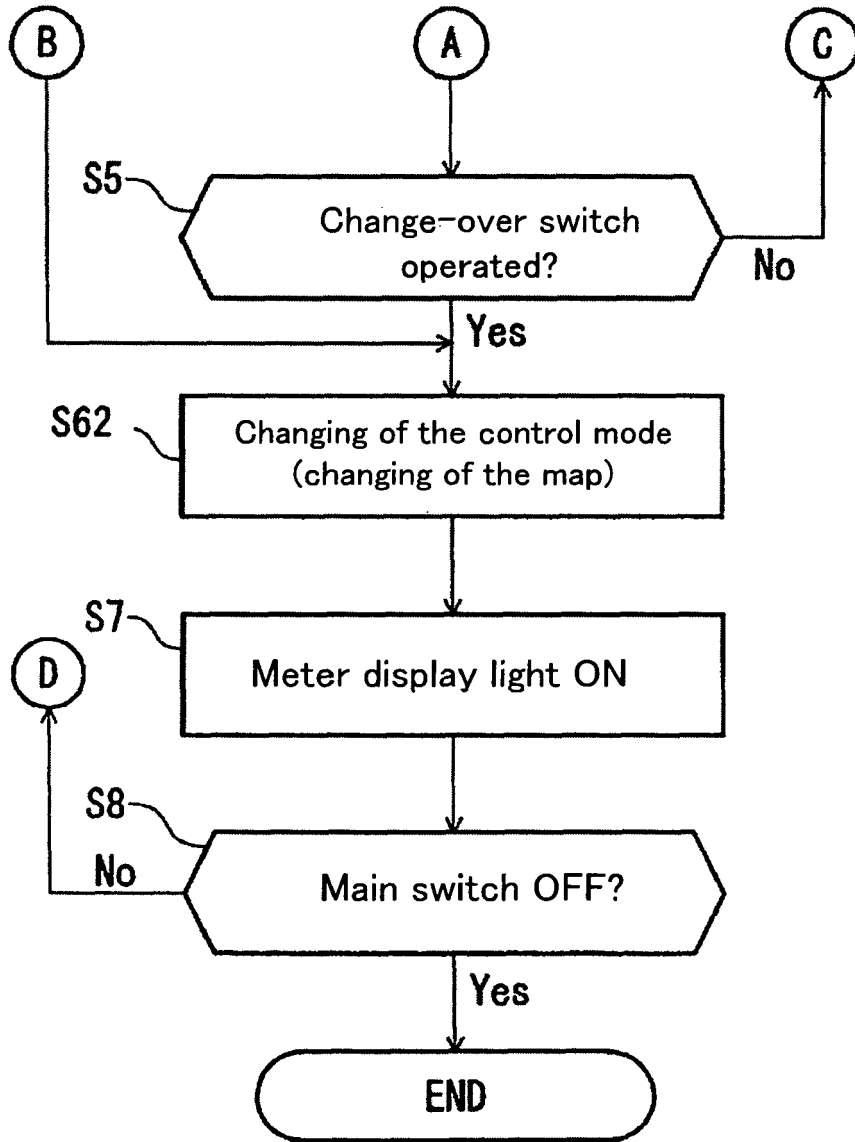 B
A
C
S5
Change-over switch
operated?
No
Yes
S62
Changing of the control mode
(changing of the map)
S7
Meter display light ON
D
S8
No
Main switch OFF?
Yes
END